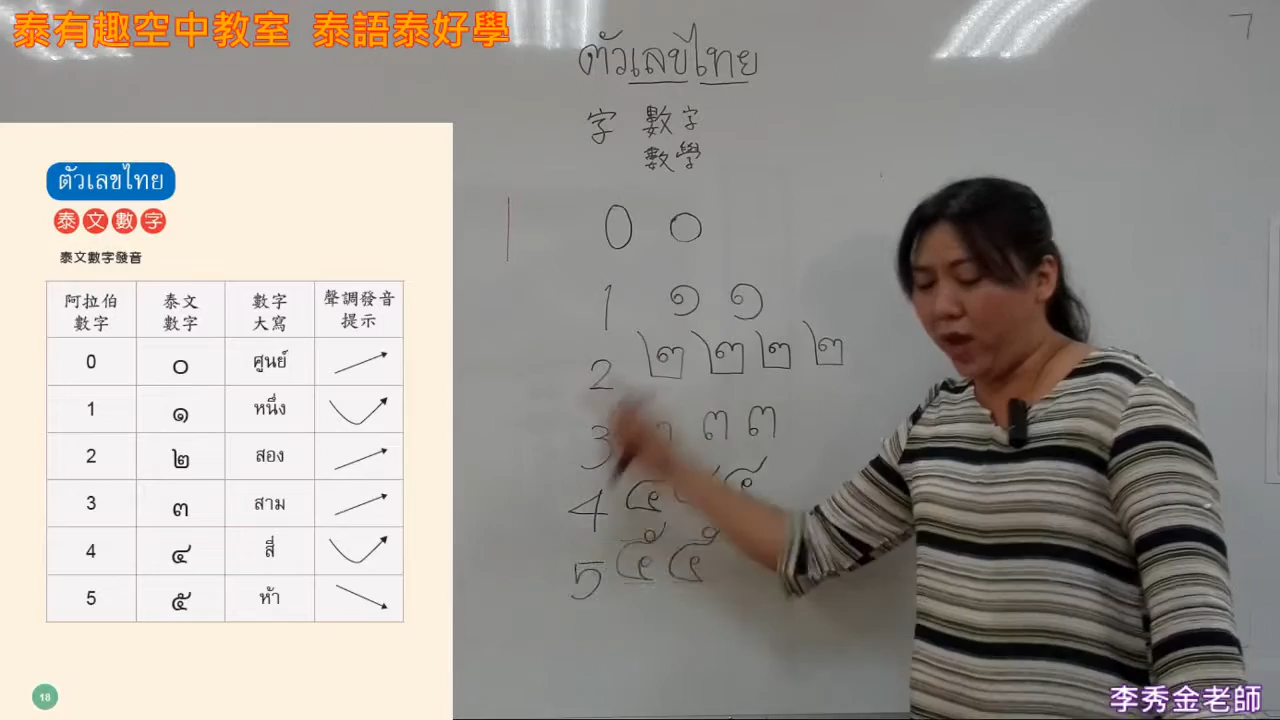 泰有趣空中教室 泰語泰好學
7
ตัวเลขไทย
字 數字
數學
0 ๐
1 ๑ ๑
2 ๒ ๒ ๒ ๒
3 ๓ ๓
4 ๔ ๔
5 ๕ ๕
ตัวเลขไทย
泰文數字
泰文數字發音
阿拉伯數字 泰文數字 數字大寫 聲調發音提示
0 ๐ ศูนย์
1 ๑ หนึ่ง
2 ๒ สอง
3 ๓ สาม
4 ๔ สี่
5 ๕ ห้า
18
李秀金老師